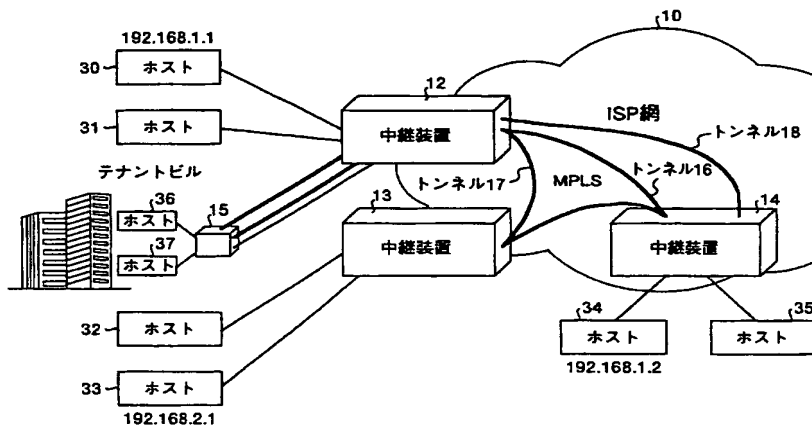 192.168.1.1
30
ホスト
31
ホスト
テナントビル
36
ホスト
37
ホスト
15
12
中継装置
10
ISP網
トンネル18
トンネル17
MPLS
トンネル16
13
中継装置
14
中継装置
32
ホスト
33
ホスト
192.168.2.1
34
ホスト
192.168.1.2
35
ホスト